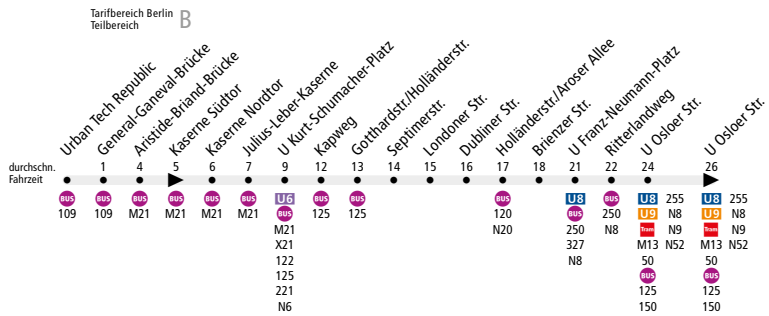 Tarifbereich Berlin
Teilbereich B
Urban Tech Republic
General-Ganeval-Brücke
Aristide-Briand-Brücke
Kaserne Südtor
Kaserne Nordtor
Julius-Leber-Kaserne
U Kurt-Schumacher-Platz
Kapweg
Gotthardstr./Holländerstr.
Septimerstr.
Londoner Str.
Dubliner Str.
Holländerstr./Aroser Allee
Brienzer Str.
U Franz-Neumann-Platz
Ritterlandweg
U Osloer Str.
U Osloer Str.
durchschn. 1 4 5 6 7 9 12 13 14 15 16 17 18 21 22 24 26
Fahrzeit
BUS BUS BUS BUS BUS BUS U6 BUS BUS BUS U8 BUS U8 255 U8 255
109 109 M21 M21 M21 M21 BUS 125 125 120 BUS 250 U9 N8 U9 N8
M21 N20 250 N8 Tram N9 Tram N9
X21 327 M13 N52 M13 N52
122 N8 50 50
125 BUS BUS
221 125 125
N6 150 150